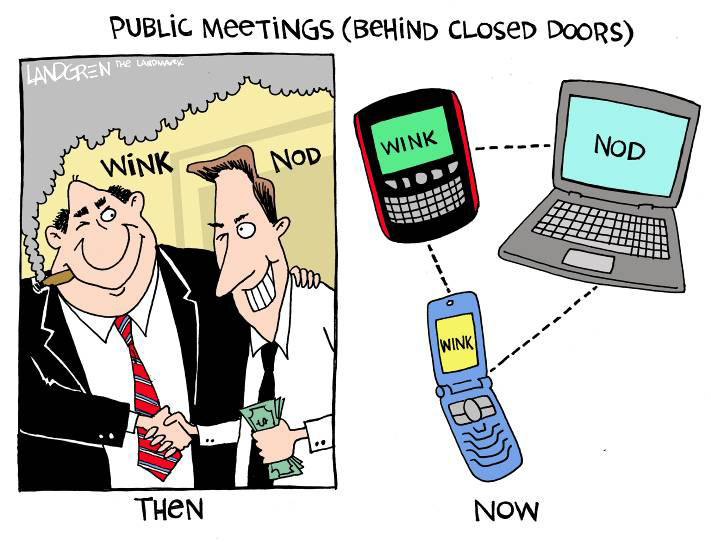 PUBLIC MEETINGS (BEHIND CLOSED DOORS)
LANDGREN THE LANDMARK
WINK
NOD
$
THEN
WINK
NOD
WINK
NOW